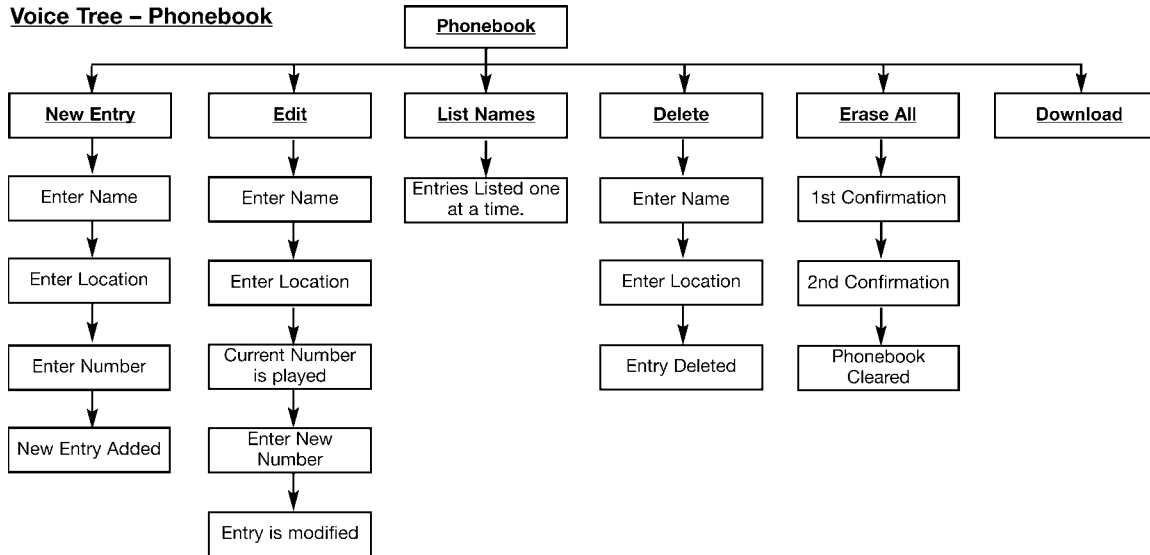 Voice Tree – Phonebook
Phonebook
New Entry
Edit
List Names
Delete
Erase All
Download
Enter Name
Enter Name
Entries Listed one
at a time.
Enter Name
1st Confirmation
Enter Location
Enter Location
Enter Location
2nd Confirmation
Enter Number
Current Number
is played
Entry Deleted
Phonebook
Cleared
New Entry Added
Enter New
Number
Entry is modified